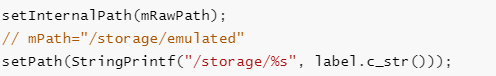 setInternalPath(mRawPath);
// mPath="/storage/emulated"
setPath(StringPrintf("/storage/%s", label.c_str()));